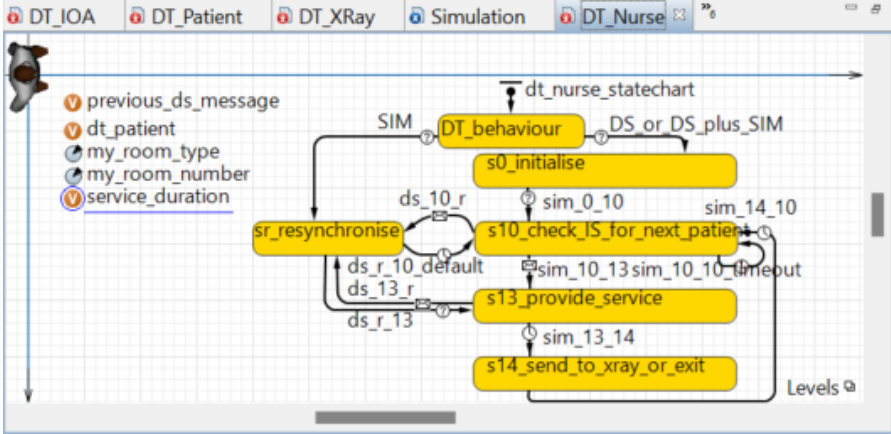 DT_IOA DT_Patient DT_XRay Simulation DT_Nurse "6
dt_nurse_statechart
previous_ds_message
dt_patient
my_room_type
my_room_number
service_duration
SIM DT_behaviour DS_or_DS_plus_SIM
s0_initialise
ds_10_r sim_0_10 sim_14_10
sr_resynchronise s10_check_IS_for_next_patient
ds_r_10_default sim_10_13 sim_10_10_timeout
ds_13_r s13_provide_service
ds_r_13
sim_13_14
s14_send_to_xray_or_exit
Levels